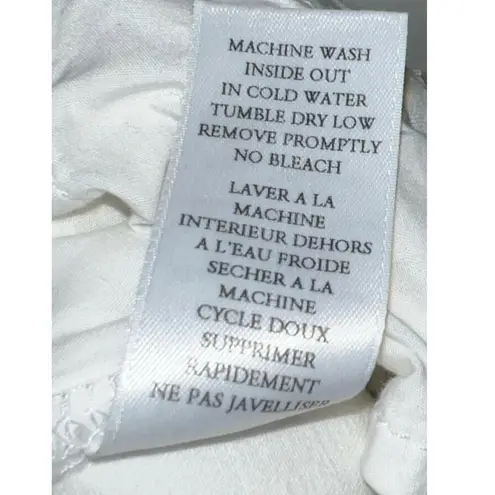 MACHINE WASH
INSIDE OUT
IN COLD WATER
TUMBLE DRY LOW
REMOVE PROMPTLY
NO BLEACH
LAVER A LA
MACHINE
INTERIEUR DEHORS
A L'EAU FROIDE
SECHER A LA
MACHINE
CYCLE DOUX
SUPPRIMER
RAPIDEMENT
NE PAS JAVELLISER